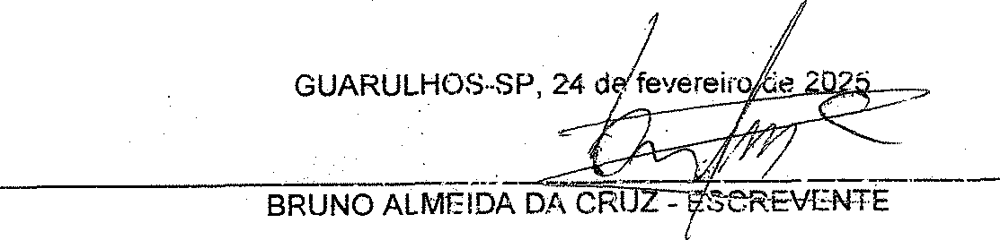 GUARULHOS-SP, 24 de fevereiro de 2025
BRUNO ALMEIDA DA CRUZ - ESCREVENTE